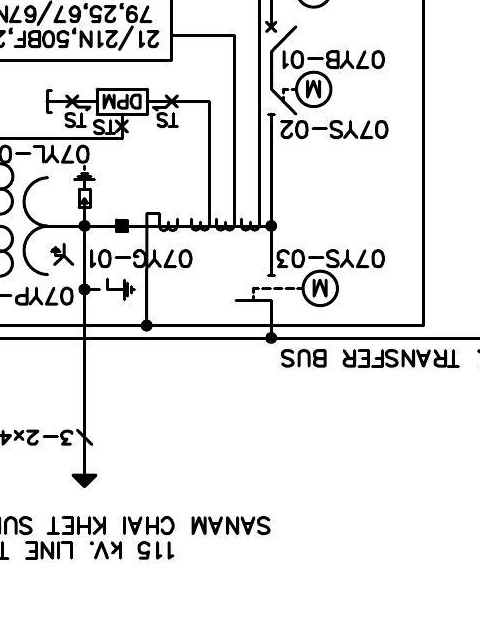 115 kV. LINE T
SANAM CHAI KHET SU
3-2x4
TRANSFER BUS
07YP-
M
07YS-03
07YG-01
07YL-0
07YS-02
TS
TS
TS
DPM
M
07YB-01
21/21N,50BF,2
79,25,67/67N